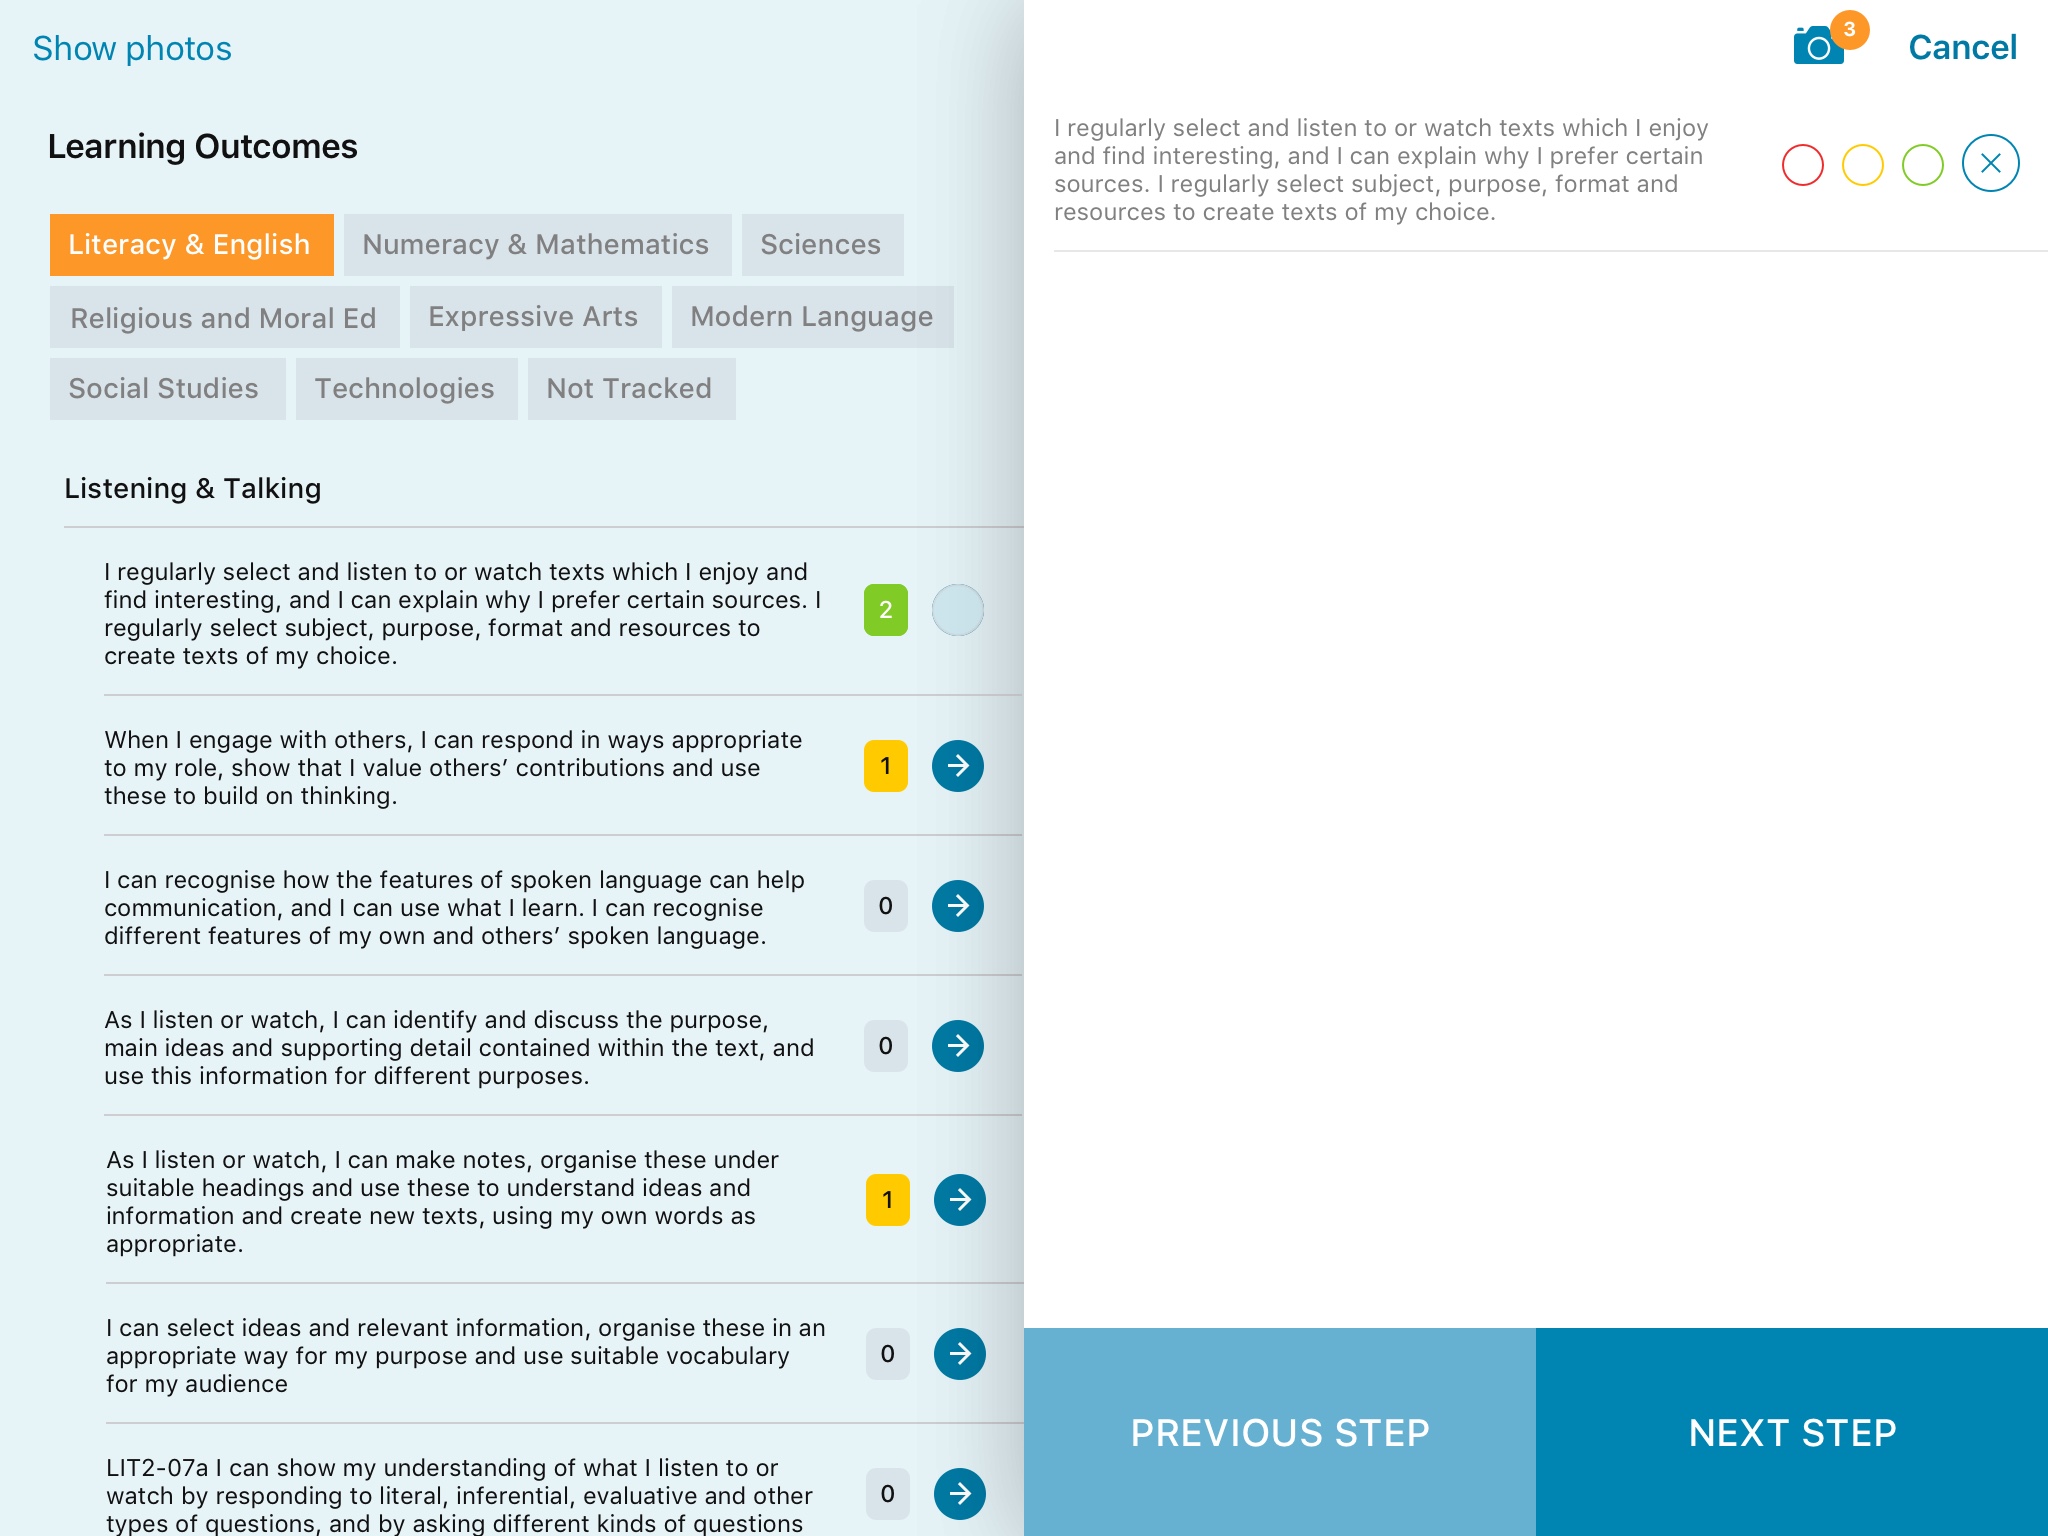 Show photos
Learning Outcomes
Literacy & English
Numeracy & Mathematics
Sciences
Religious and Moral Ed
Expressive Arts
Modern Language
Social Studies
Technologies
Not Tracked
Listening & Talking
I regularly select and listen to or watch texts which I enjoy and
find interesting, and I can explain why I prefer certain sources. I
regularly select subject, purpose, format and resources to
create texts of my choice.
2
When I engage with others, I can respond in ways appropriate
to my role, show that I value others’ contributions and use
these to build on thinking.
1
I can recognise how the features of spoken language can help
communication, and I can use what I learn. I can recognise
different features of my own and others’ spoken language.
0
As I listen or watch, I can identify and discuss the purpose,
main ideas and supporting detail contained within the text, and
use this information for different purposes.
0
As I listen or watch, I can make notes, organise these under
suitable headings and use these to understand ideas and
information and create new texts, using my own words as
appropriate.
1
I can select ideas and relevant information, organise these in an
appropriate way for my purpose and use suitable vocabulary
for my audience
0
LIT2-07a I can show my understanding of what I listen to or
watch by responding to literal, inferential, evaluative and other
types of questions, and by asking different kinds of questions
0
3
Cancel
I regularly select and listen to or watch texts which I enjoy
and find interesting, and I can explain why I prefer certain
sources. I regularly select subject, purpose, format and
resources to create texts of my choice.
PREVIOUS STEP
NEXT STEP